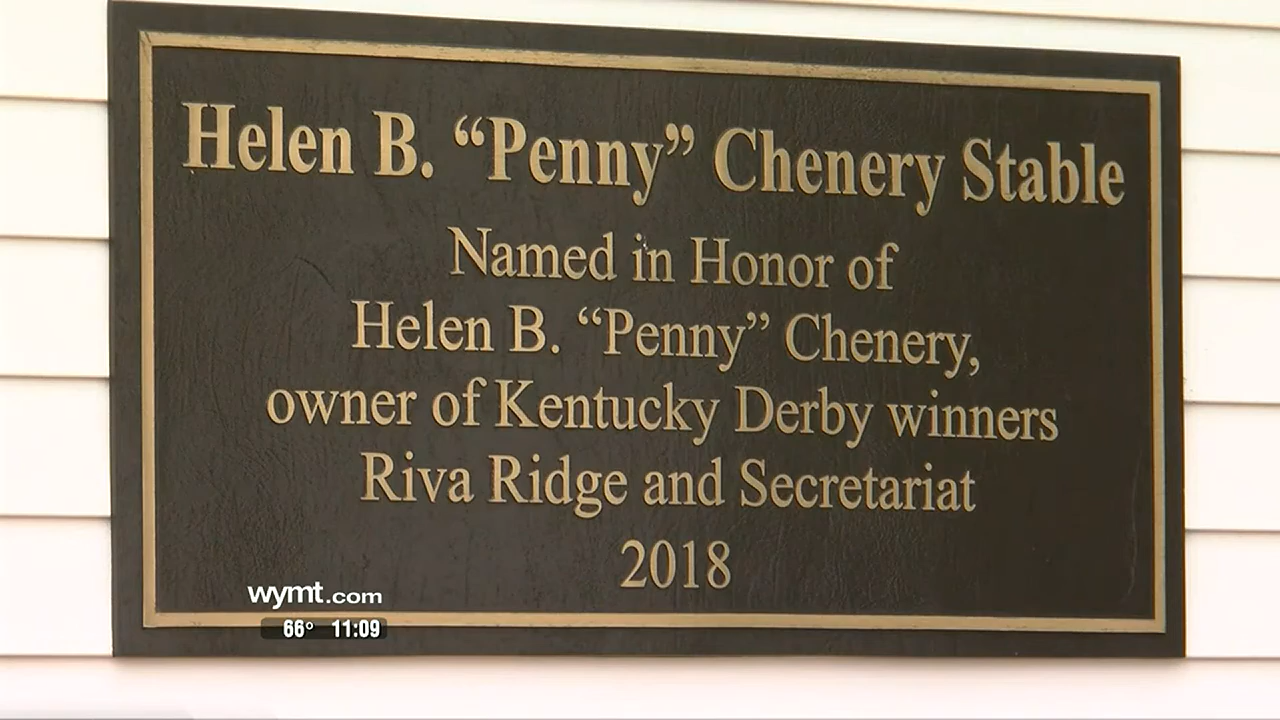 Helen B. “Penny” Chenery Stable
Named in Honor of
Helen B. “Penny” Chenery,
owner of Kentucky Derby winners
Riva Ridge and Secretariat
2018
wymt.com
66° 11:09